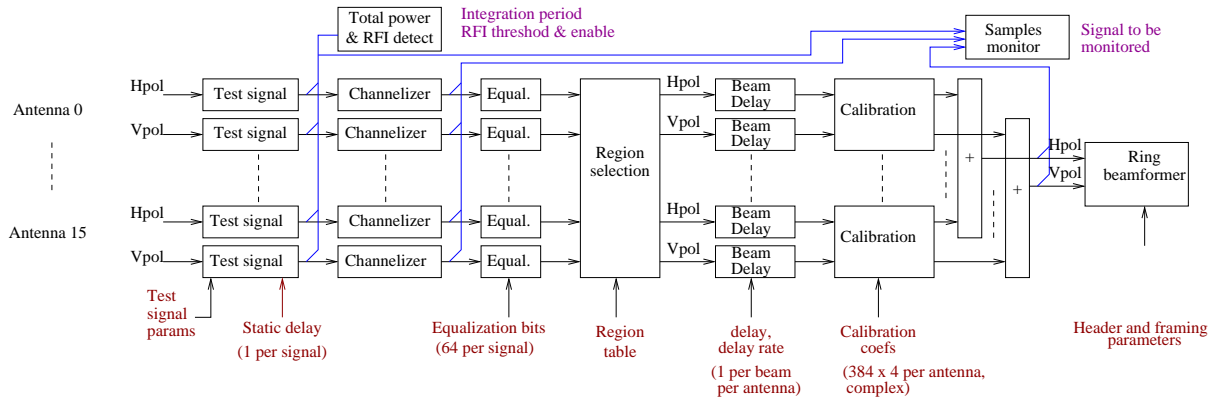 Total power
& RFI detect
Integration period
RFI threshod & enable
Samples
monitor
Signal to be
monitored
Antenna 0
Hpol
Test signal
Channelizer
Equal.
Hpol
Beam
Delay
Calibration
Vpol
Test signal
Channelizer
Equal.
Vpol
Beam
Delay
Region
selection
+
+
Hpol
Vpol
Ring
beamformer
Antenna 15
Hpol
Test signal
Channelizer
Equal.
Hpol
Beam
Delay
Calibration
Vpol
Test signal
Channelizer
Equal.
Vpol
Beam
Delay
Test
signal
params
Static delay
(1 per signal)
Equalization bits
(64 per signal)
Region
table
delay,
delay rate
(1 per beam
per antenna)
Calibration
coefs
(384 x 4 per antenna,
complex)
Header and framing
parameters